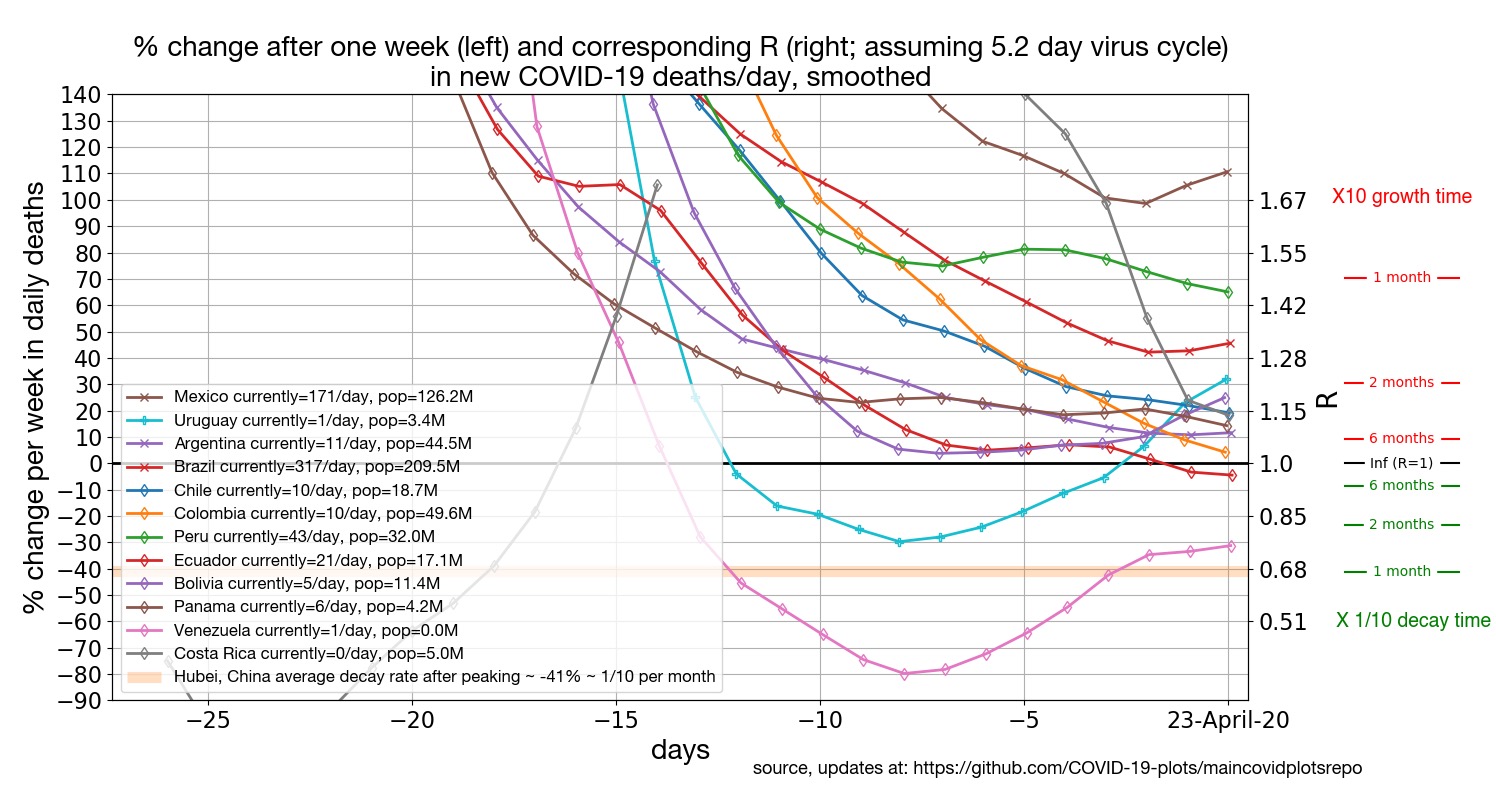 % change after one week (left) and corresponding R (right; assuming 5.2 day virus cycle)
in new COVID-19 deaths/day, smoothed
% change per week in daily deaths
140
130
120
110
100
90
80
70
60
50
40
30
20
10
0
−10
−20
−30
−40
−50
−60
−70
−80
−90
Mexico currently=171/day, pop=126.2M
Uruguay currently=1/day, pop=3.4M
Argentina currently=11/day, pop=44.5M
Brazil currently=317/day, pop=209.5M
Chile currently=10/day, pop=18.7M
Colombia currently=10/day, pop=49.6M
Peru currently=43/day, pop=32.0M
Ecuador currently=21/day, pop=17.1M
Bolivia currently=5/day, pop=11.4M
Panama currently=6/day, pop=4.2M
Venezuela currently=1/day, pop=0.0M
Costa Rica currently=0/day, pop=5.0M
Hubei, China average decay rate after peaking ~ -41% ~ 1/10 per month
−25 −20 −15 −10 −5 23-April-20
days
1.67
1.55
1.42
1.28
1.15
1.0
0.85
0.68
0.51
R
X10 growth time
1 month
2 months
6 months
Inf (R=1)
6 months
2 months
1 month
X 1/10 decay time
source, updates at: https://github.com/COVID-19-plots/maincovidplotsrepo